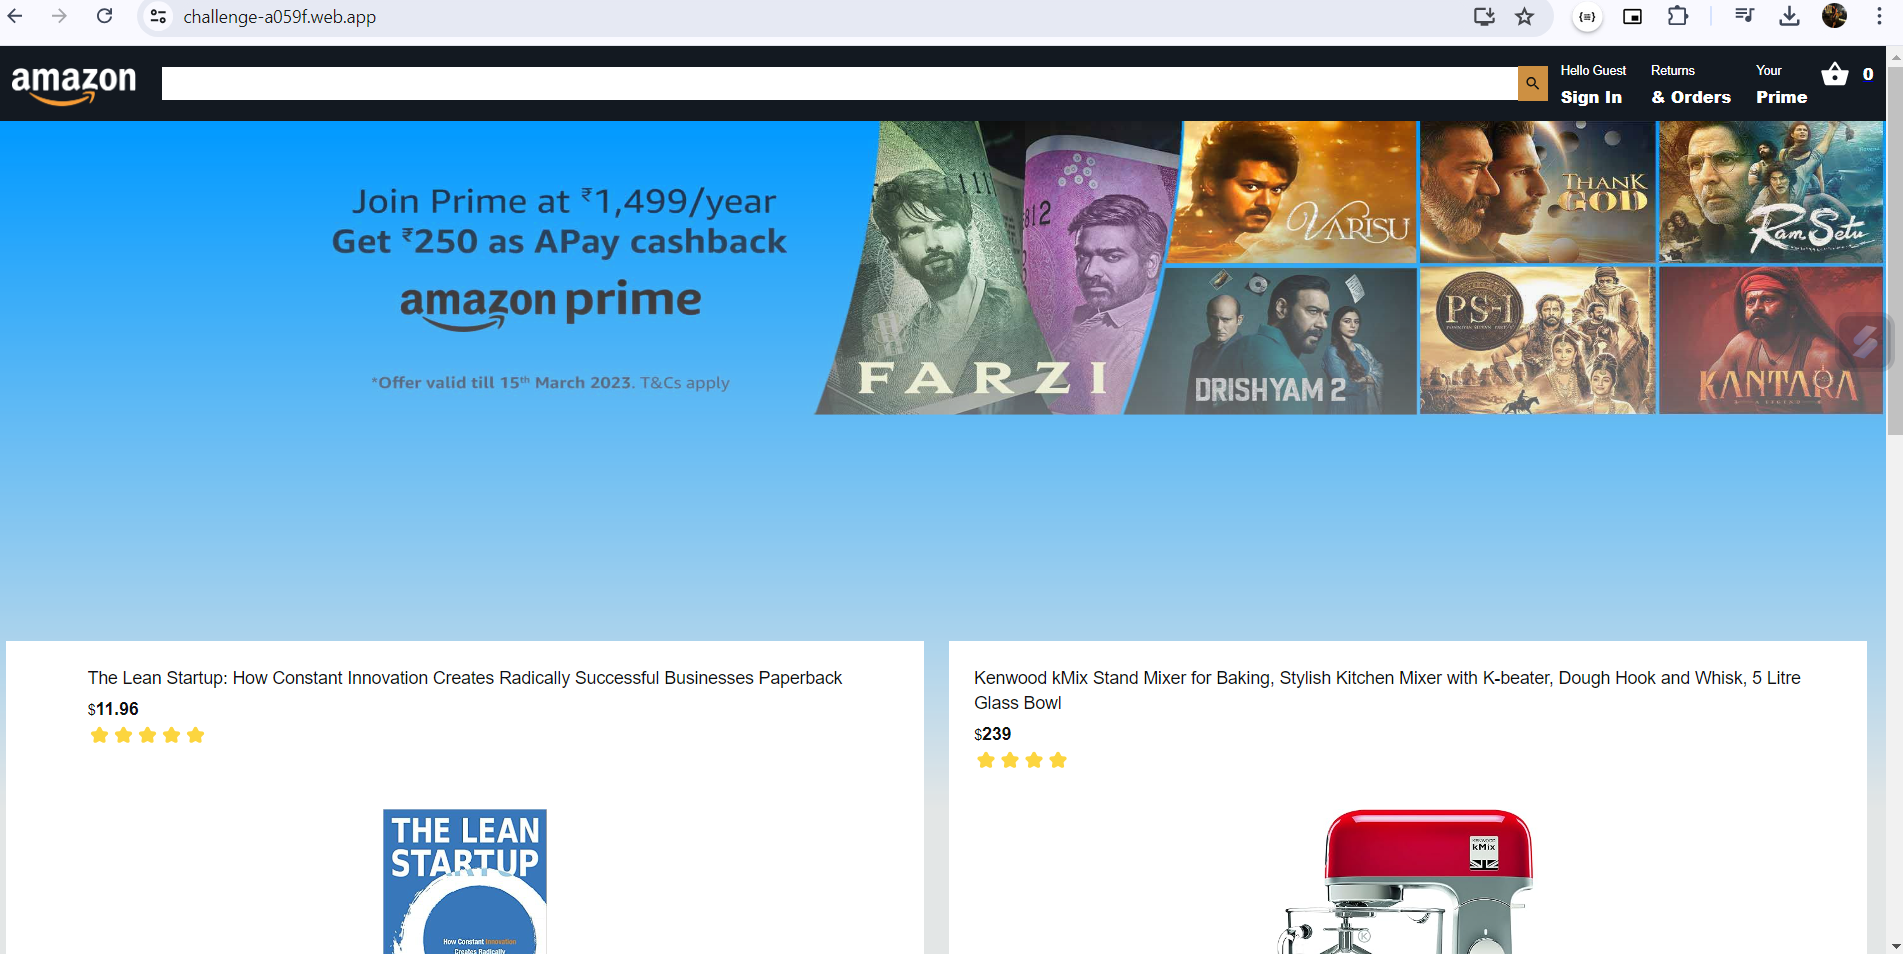 challenge-a059f.web.app
amazon
Hello Guest
Sign In
Returns
& Orders
Your
Prime
0
Join Prime at ₹1,499/year
Get ₹250 as APay cashback
amazon prime
*Offer valid till 15th March 2023. T&Cs apply
FARZI
VARISU
THANK
GOD
Ram Setu
DRISHYAM 2
PS-I
KANTARA
The Lean Startup: How Constant Innovation Creates Radically Successful Businesses Paperback
$11.96
THE LEAN
STARTUP
How Constant Innovation
Creates Radically
Kenwood kMix Stand Mixer for Baking, Stylish Kitchen Mixer with K-beater, Dough Hook and Whisk, 5 Litre
Glass Bowl
$239
kMix